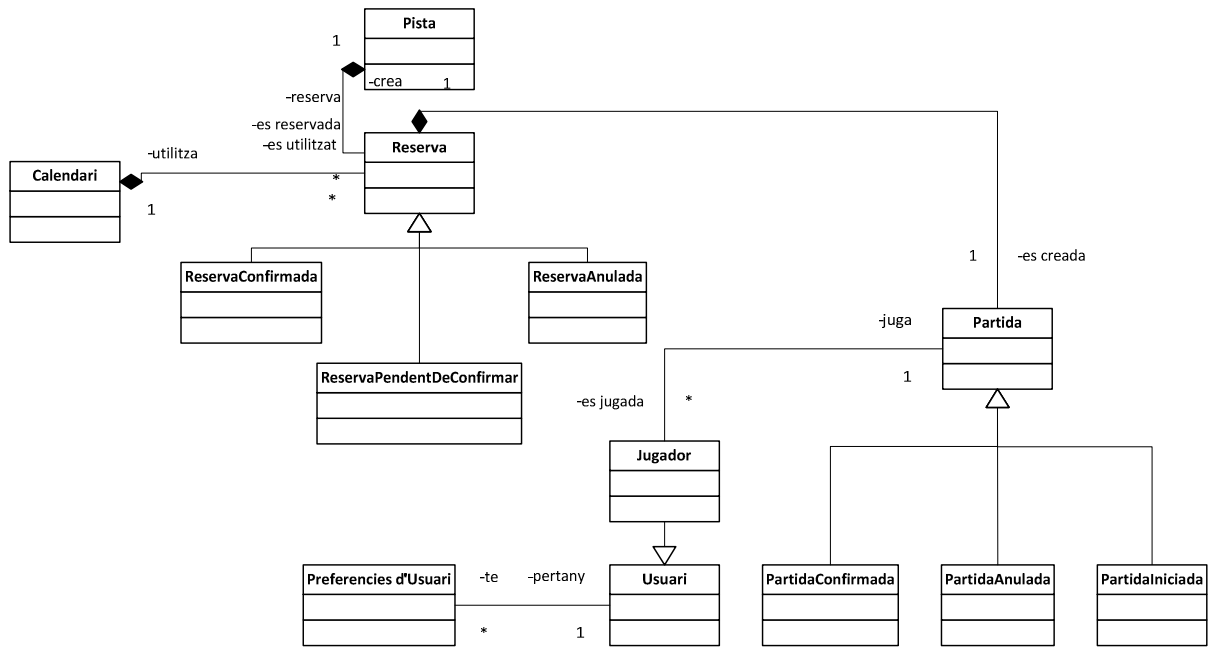 Pista
1
-crea
1
-reserva
-es reservada
-es utilitzat
Reserva
-utilitza
Calendari
*
*
1
ReservaConfirmada
ReservaAnulada
1
-es creada
Partida
-juga
1
ReservaPendentDeConfirmar
-es jugada
*
Jugador
Preferencies d'Usuari
-te
-pertany
Usuari
*
1
PartidaConfirmada
PartidaAnulada
PartidaIniciada